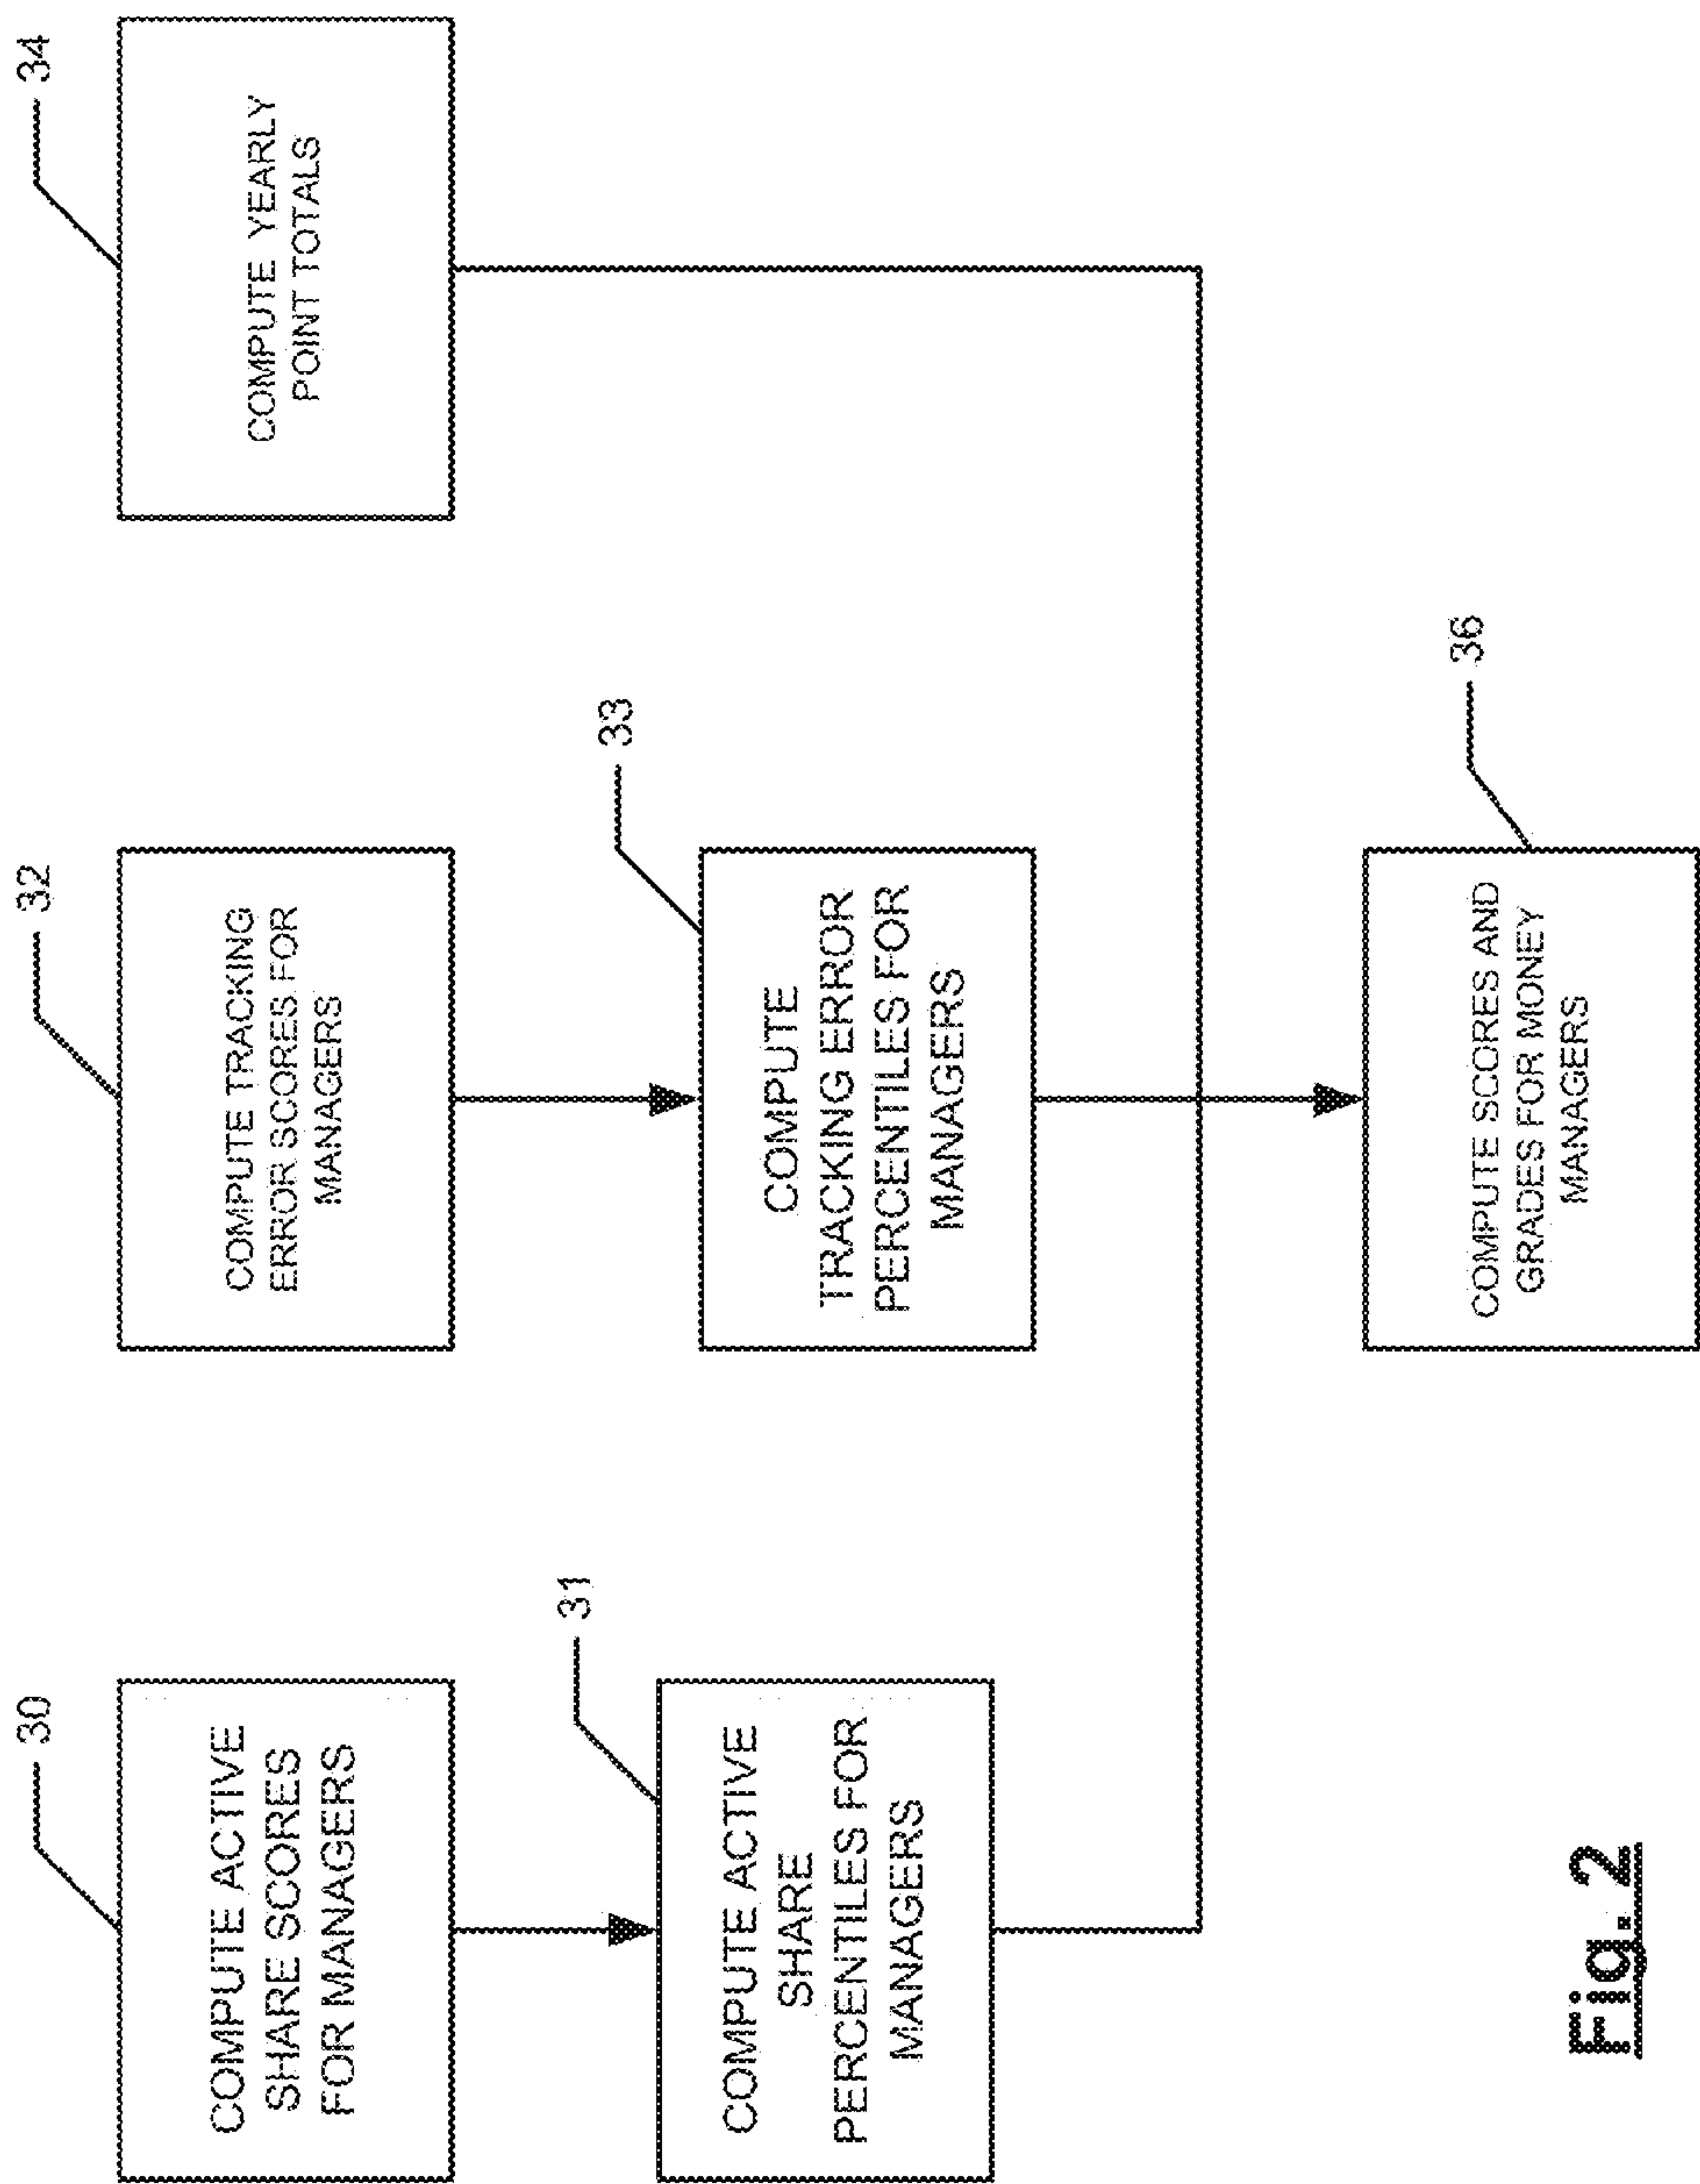 30
COMPUTE ACTIVE
SHARE SCORES
FOR MANAGERS
32
COMPUTE TRACKING
ERROR SCORES FOR
MANAGERS
34
COMPUTE YEARLY
POINT TOTALS
31
COMPUTE ACTIVE
SHARE
PERCENTILES FOR
MANAGERS
33
COMPUTE
TRACKING ERROR
PERCENTILES FOR
MANAGERS
36
COMPUTE SCORES AND
GRADES FOR MONEY
MANAGERS
Fig. 2